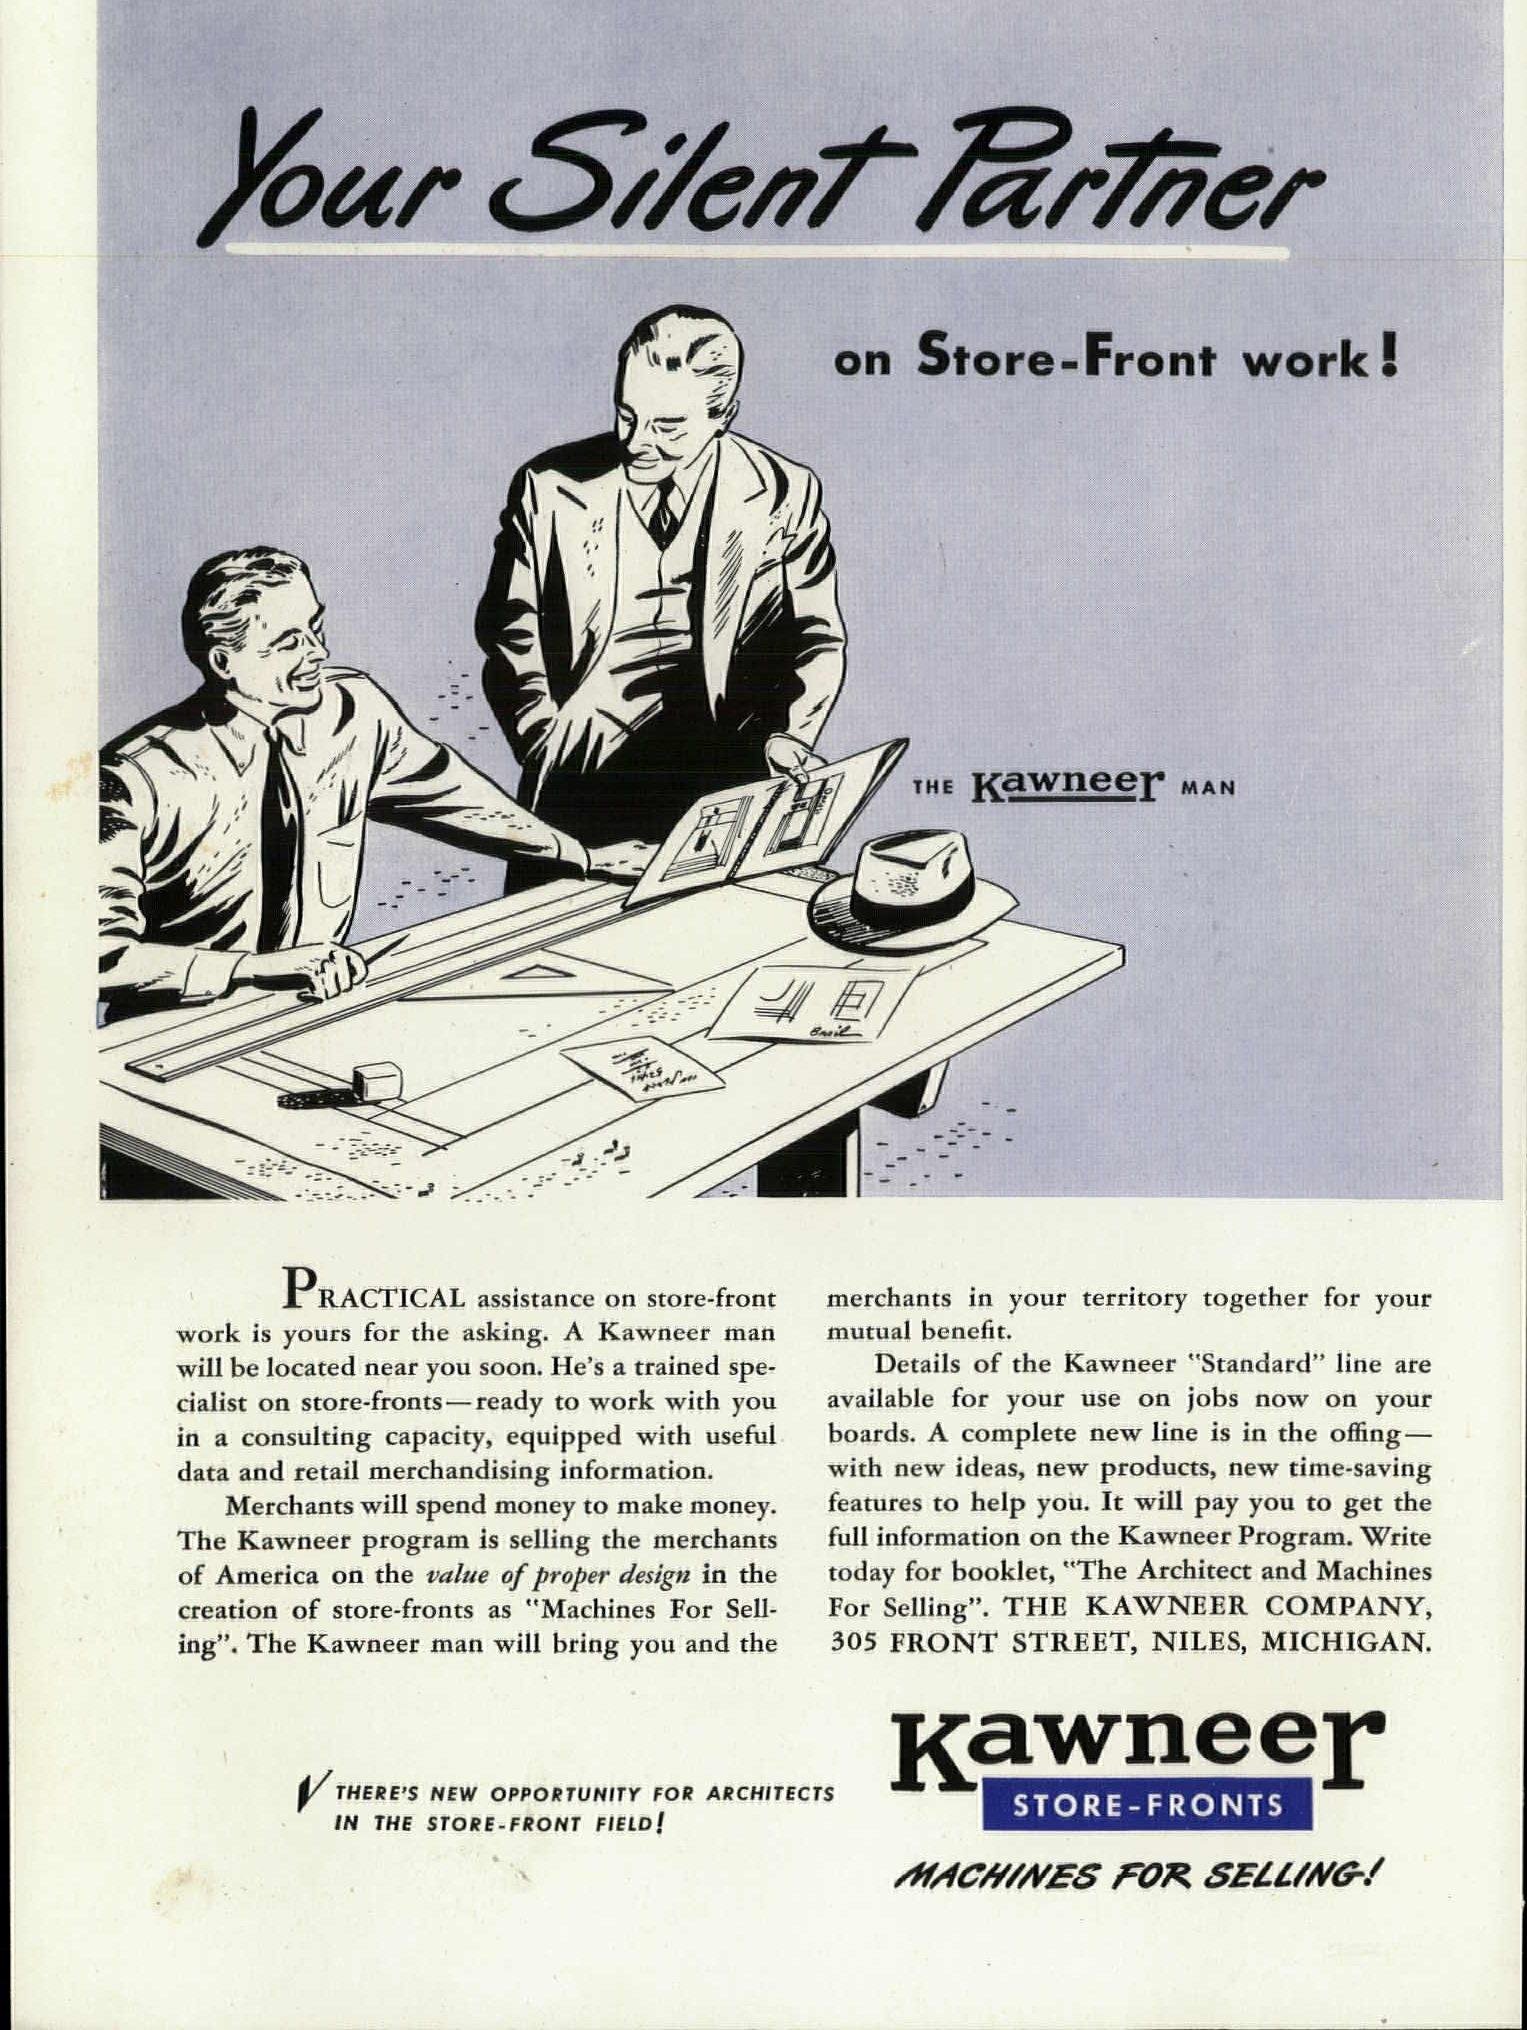 Your Silent Partner
on Store-Front work!
THE Kawneer MAN
PRACTICAL assistance on store-front
work is yours for the asking. A Kawneer man
will be located near you soon. He's a trained spe-
cialist on store-fronts—ready to work with you
in a consulting capacity, equipped with useful
data and retail merchandising information.
Merchants will spend money to make money.
The Kawneer program is selling the merchants
of America on the value of proper design in the
creation of store-fronts as "Machines For Sell-
ing". The Kawneer man will bring you and the
merchants in your territory together for your
mutual benefit.
Details of the Kawneer "Standard" line are
available for your use on jobs now on your
boards. A complete new line is in the offing—
with new ideas, new products, new time-saving
features to help you. It will pay you to get the
full information on the Kawneer Program. Write
today for booklet, "The Architect and Machines
For Selling". THE KAWNEER COMPANY,
305 FRONT STREET, NILES, MICHIGAN.
THERE'S NEW OPPORTUNITY FOR ARCHITECTS
IN THE STORE-FRONT FIELD!
Kawneer
STORE-FRONTS
MACHINES FOR SELLING!